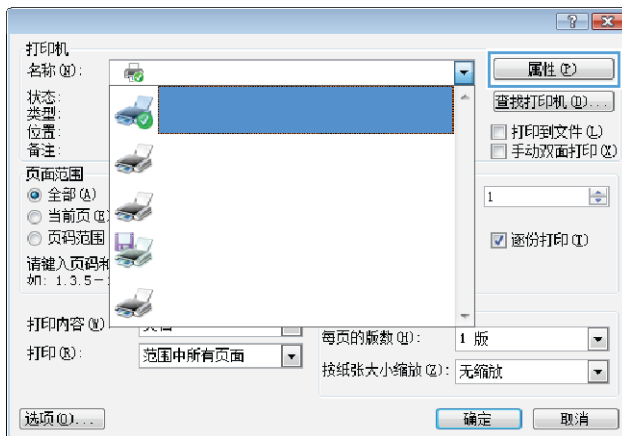 打印机
名称(N):
属性(P)
状态:
类型:
查找打印机(D)...
位置:
打印到文件(L)
备注:
手动双面打印(X)
页面范围
全部(A)
1
当前页(E)
页码范围
逐份打印(T)
请键入页码和
如: 1.3.5-
打印内容(W):
每页的版数(H):
1 版
打印(R):
范围中所有页面
按纸张大小缩放(Z):
无缩放
选项(O)...
确定
取消